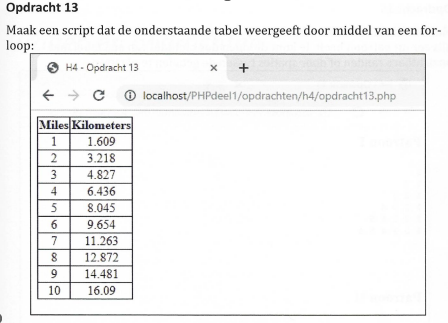 Opdracht 13
Maak een script dat de onderstaande tabel weergeeft door middel van een for-
loop:
H4 - Opdracht 13 × +
localhost/PHPdeel1/opdrachten/h4/opdracht13.php
Miles Kilometers
1 1.609
2 3.218
3 4.827
4 6.436
5 8.045
6 9.654
7 11.263
8 12.872
9 14.481
10 16.09